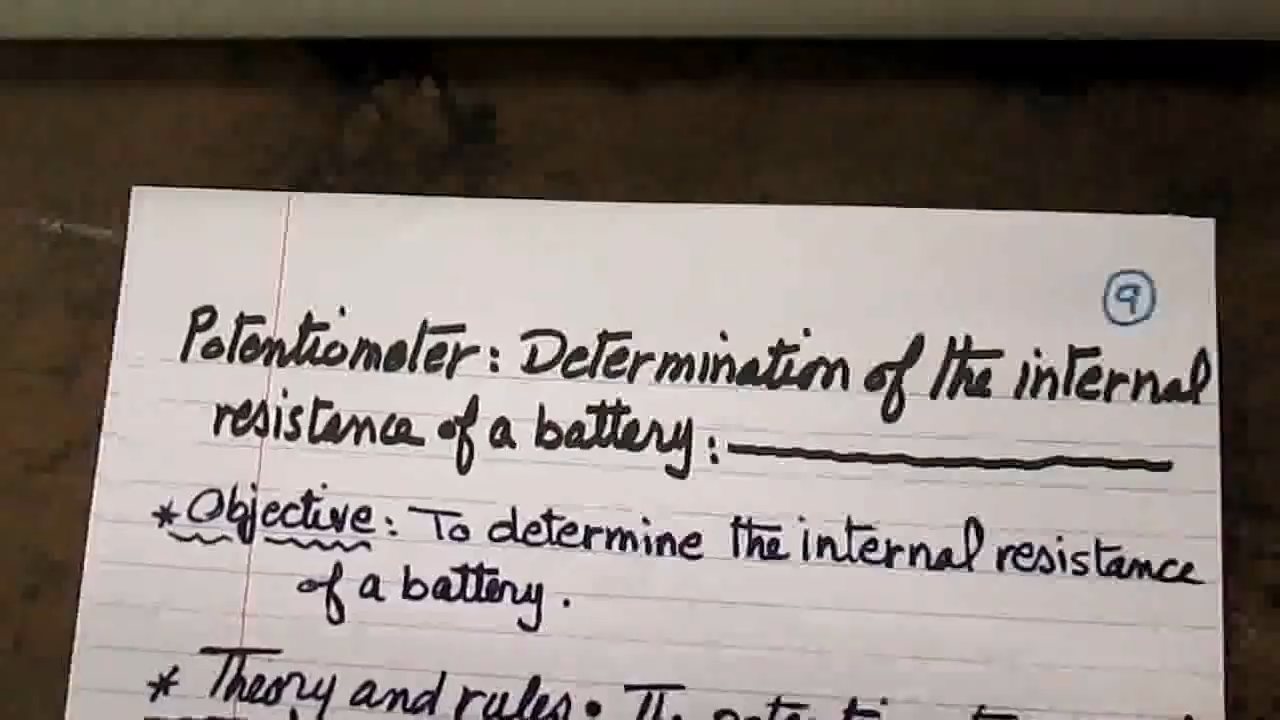 9
Potentiometer: Determination of the internal
resistance of a battery:
* Objective: To determine the internal resistance
of a battery.
* Theory and rules •